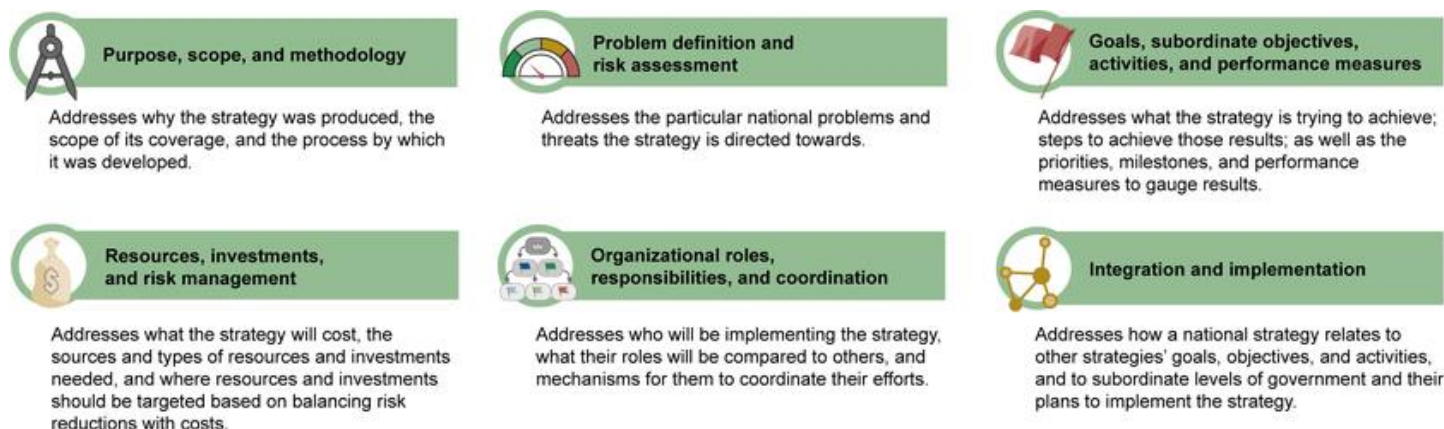 Purpose, scope, and methodology
Addresses why the strategy was produced, the
scope of its coverage, and the process by which
it was developed.
Problem definition and
risk assessment
Addresses the particular national problems and
threats the strategy is directed towards.
Goals, subordinate objectives,
activities, and performance measures
Addresses what the strategy is trying to achieve;
steps to achieve those results; as well as the
priorities, milestones, and performance
measures to gauge results.
$
Resources, investments,
and risk management
Addresses what the strategy will cost, the
sources and types of resources and investments
needed, and where resources and investments
should be targeted based on balancing risk
reductions with costs.
Organizational roles,
responsibilities, and coordination
Addresses who will be implementing the strategy,
what their roles will be compared to others, and
mechanisms for them to coordinate their efforts.
Integration and implementation
Addresses how a national strategy relates to
other strategies' goals, objectives, and activities,
and to subordinate levels of government and their
plans to implement the strategy.